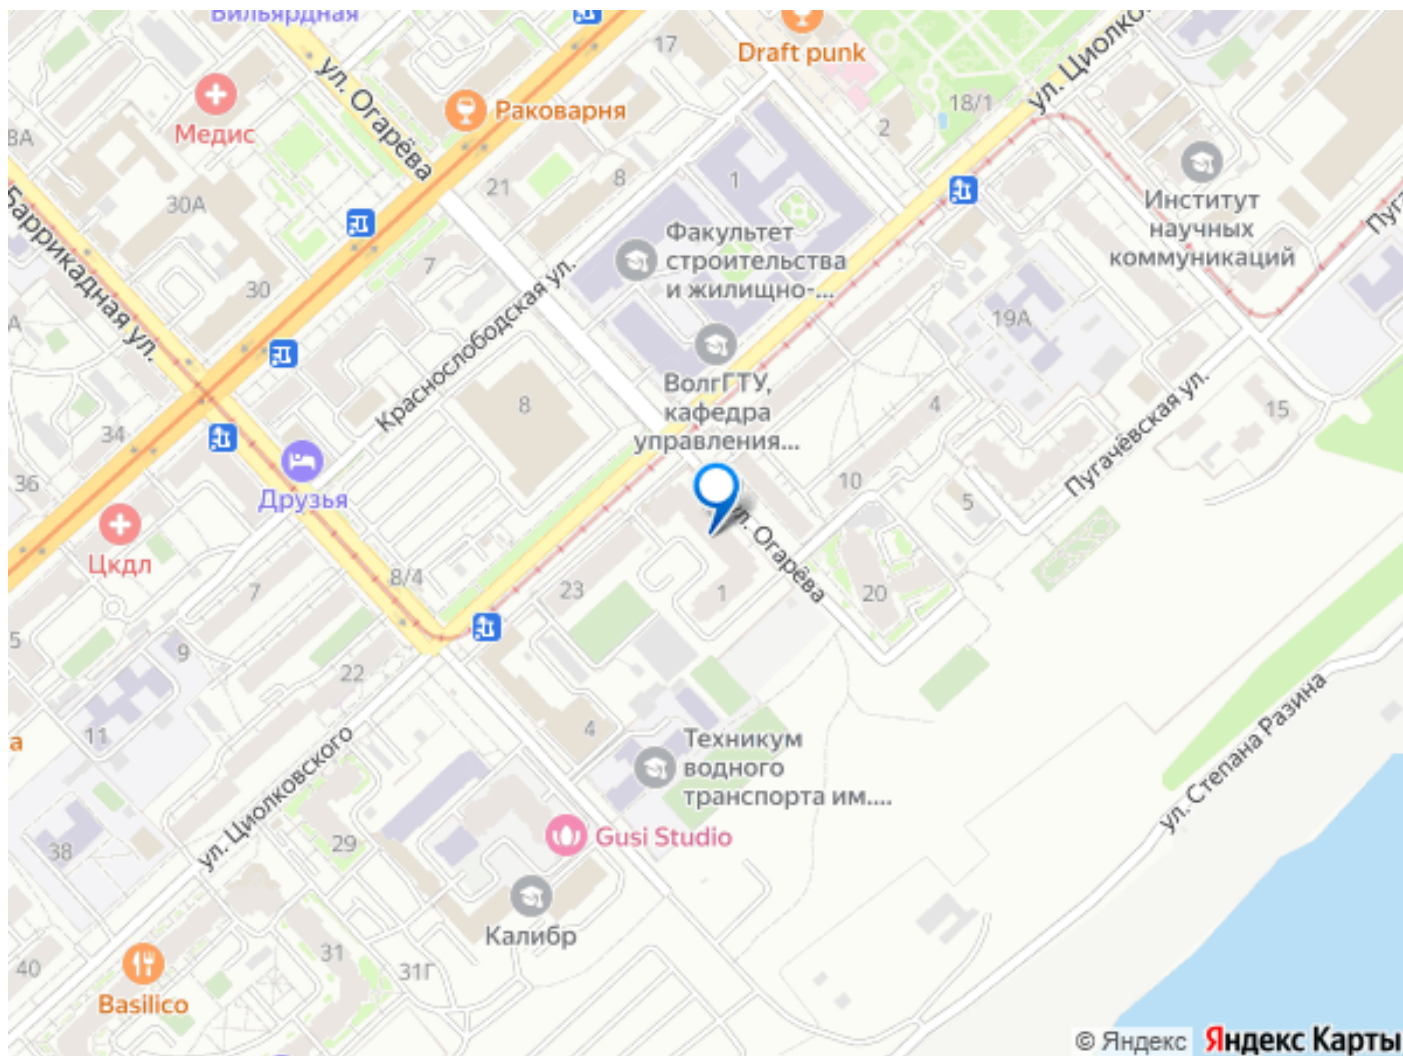 Бильярдная
17
Draft punk
ул. Циолко
18/1
2
ул. Огарёва
Раковарня
Медис
8А
30А
21
8
1
Институт
научных
коммуникаций
Пуга
Баррикадная ул.
30
7
Факультет
строительства
и жилищно-...
Краснослободская ул.
19А
ВолгГТУ,
кафедра
управления...
А
34
8
4
15
Пугачёвская ул.
36
Друзья
10
5
Цкдл
ул. Огарёва
8/4
7
23
1
20
5
9
22
11
а
4
Техникум
водного
транспорта им....
ул. Степана Разина
ул. Циолковского
29
Gusi Studio
38
Калибр
31
31Г
40
Basilico
© Яндекс Яндекс Карты